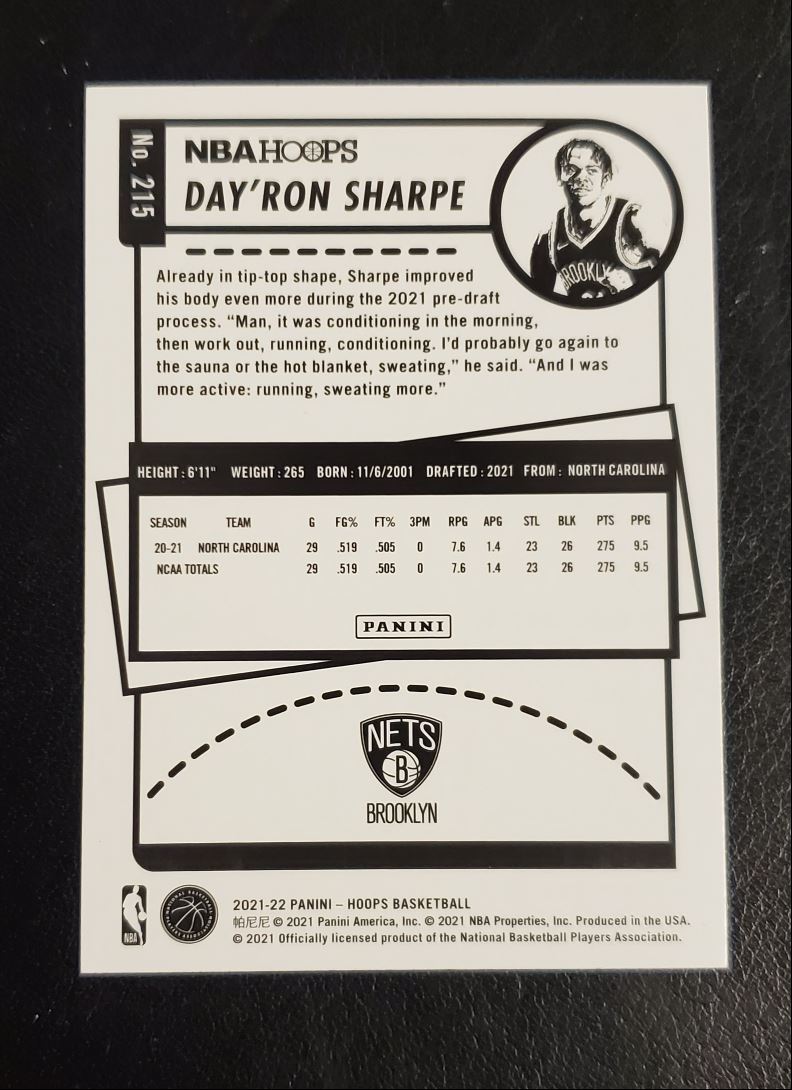 No. 215
NBA HOOPS
DAY'RON SHARPE
BROOKLY
Already in tip-top shape, Sharpe improved
his body even more during the 2021 pre-draft
process. “Man, it was conditioning in the morning,
then work out, running, conditioning. I'd probably go again to
the sauna or the hot blanket, sweating,” he said. “And I was
more active: running, sweating more.”
HEIGHT: 6'11" WEIGHT: 265 BORN: 11/6/2001 DRAFTED: 2021 FROM: NORTH CAROLINA
SEASON TEAM G FG% FT% 3PM RPG APG STL BLK PTS PPG
20-21 NORTH CAROLINA 29 .519 .505 0 7.6 1.4 23 26 275 9.5
NCAA TOTALS 29 .519 .505 0 7.6 1.4 23 26 275 9.5
PANINI
NETS
B
BROOKLYN
NBA
2021-22 PANINI – HOOPS BASKETBALL
帕尼尼 © 2021 Panini America, Inc. © 2021 NBA Properties, Inc. Produced in the USA.
© 2021 Officially licensed product of the National Basketball Players Association.